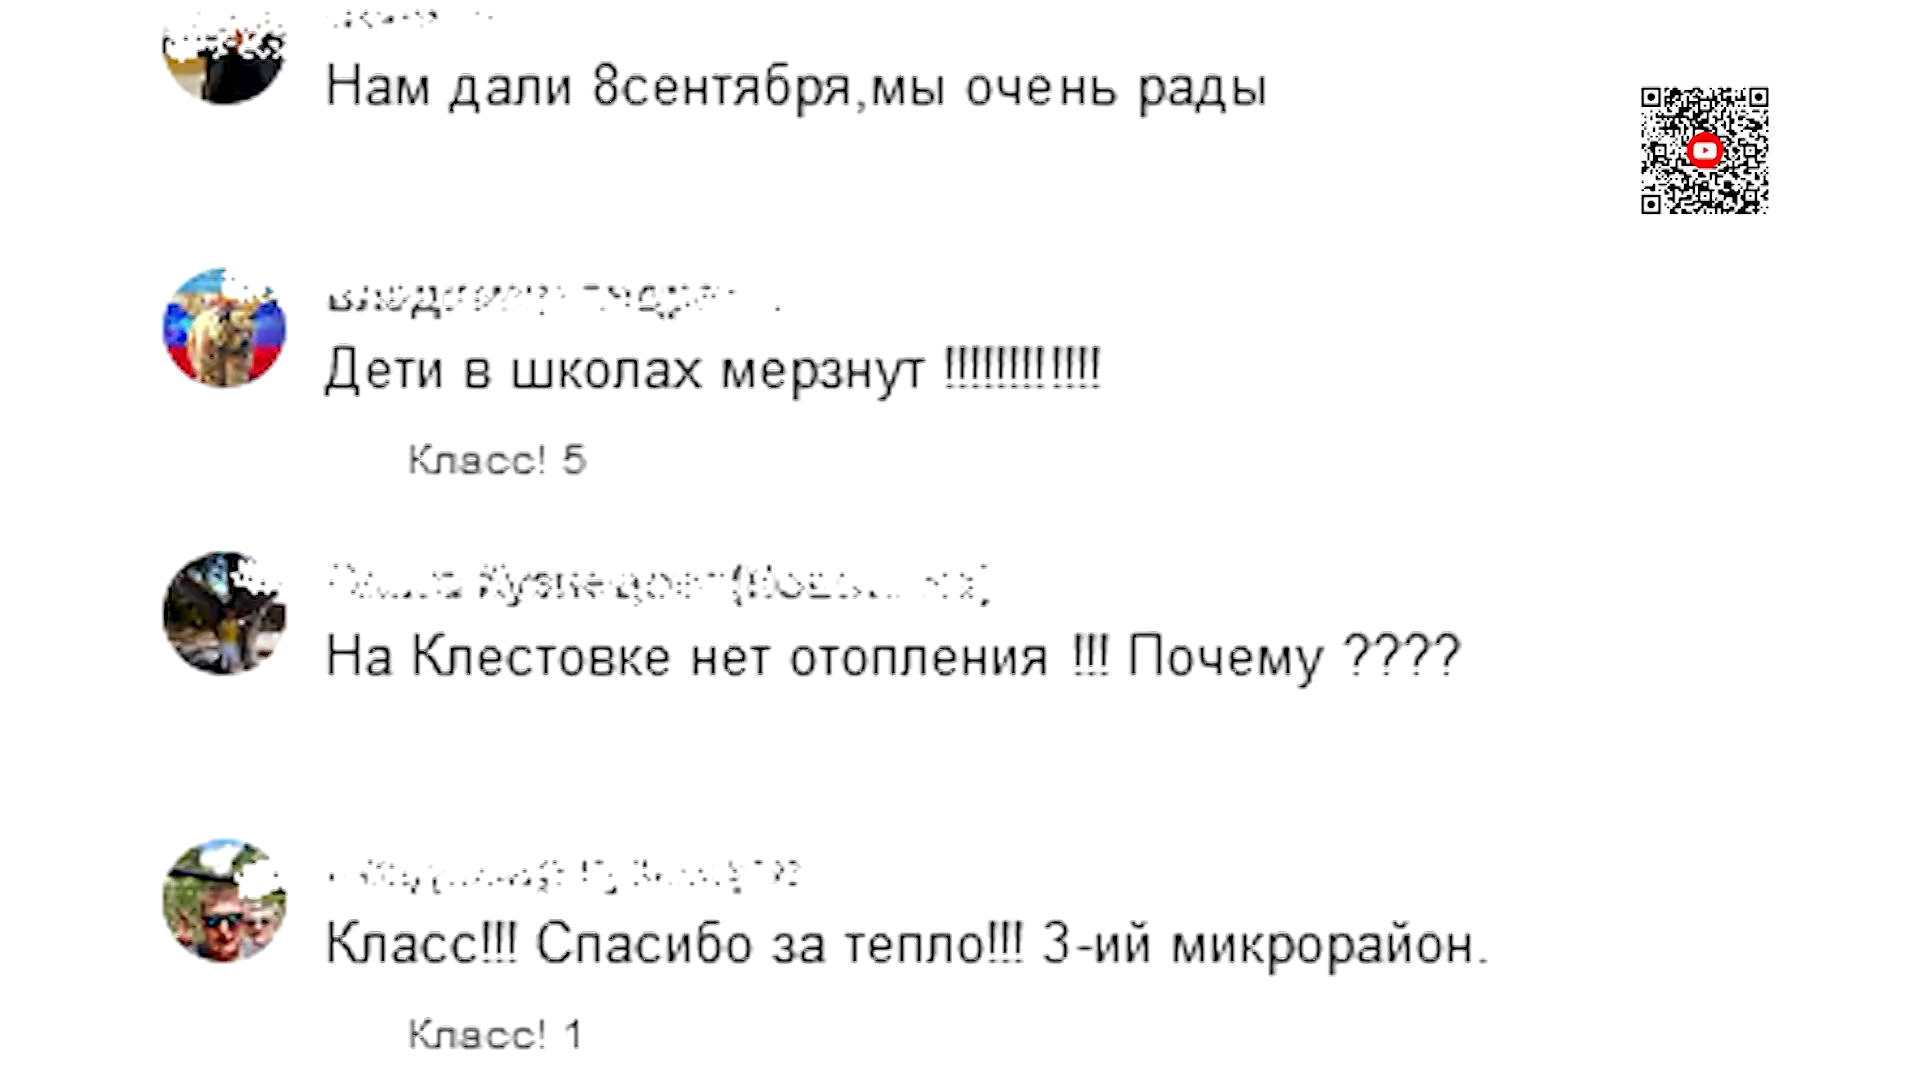 Нам дали 8сентября,мы очень рады
Дети в школах мерзнут !!!!!!!!!!!!!
Класс! 5
На Клестовке нет отопления !!! Почему ????
Класс!!! Спасибо за тепло!!! 3-ий микрорайон.
Класс! 1